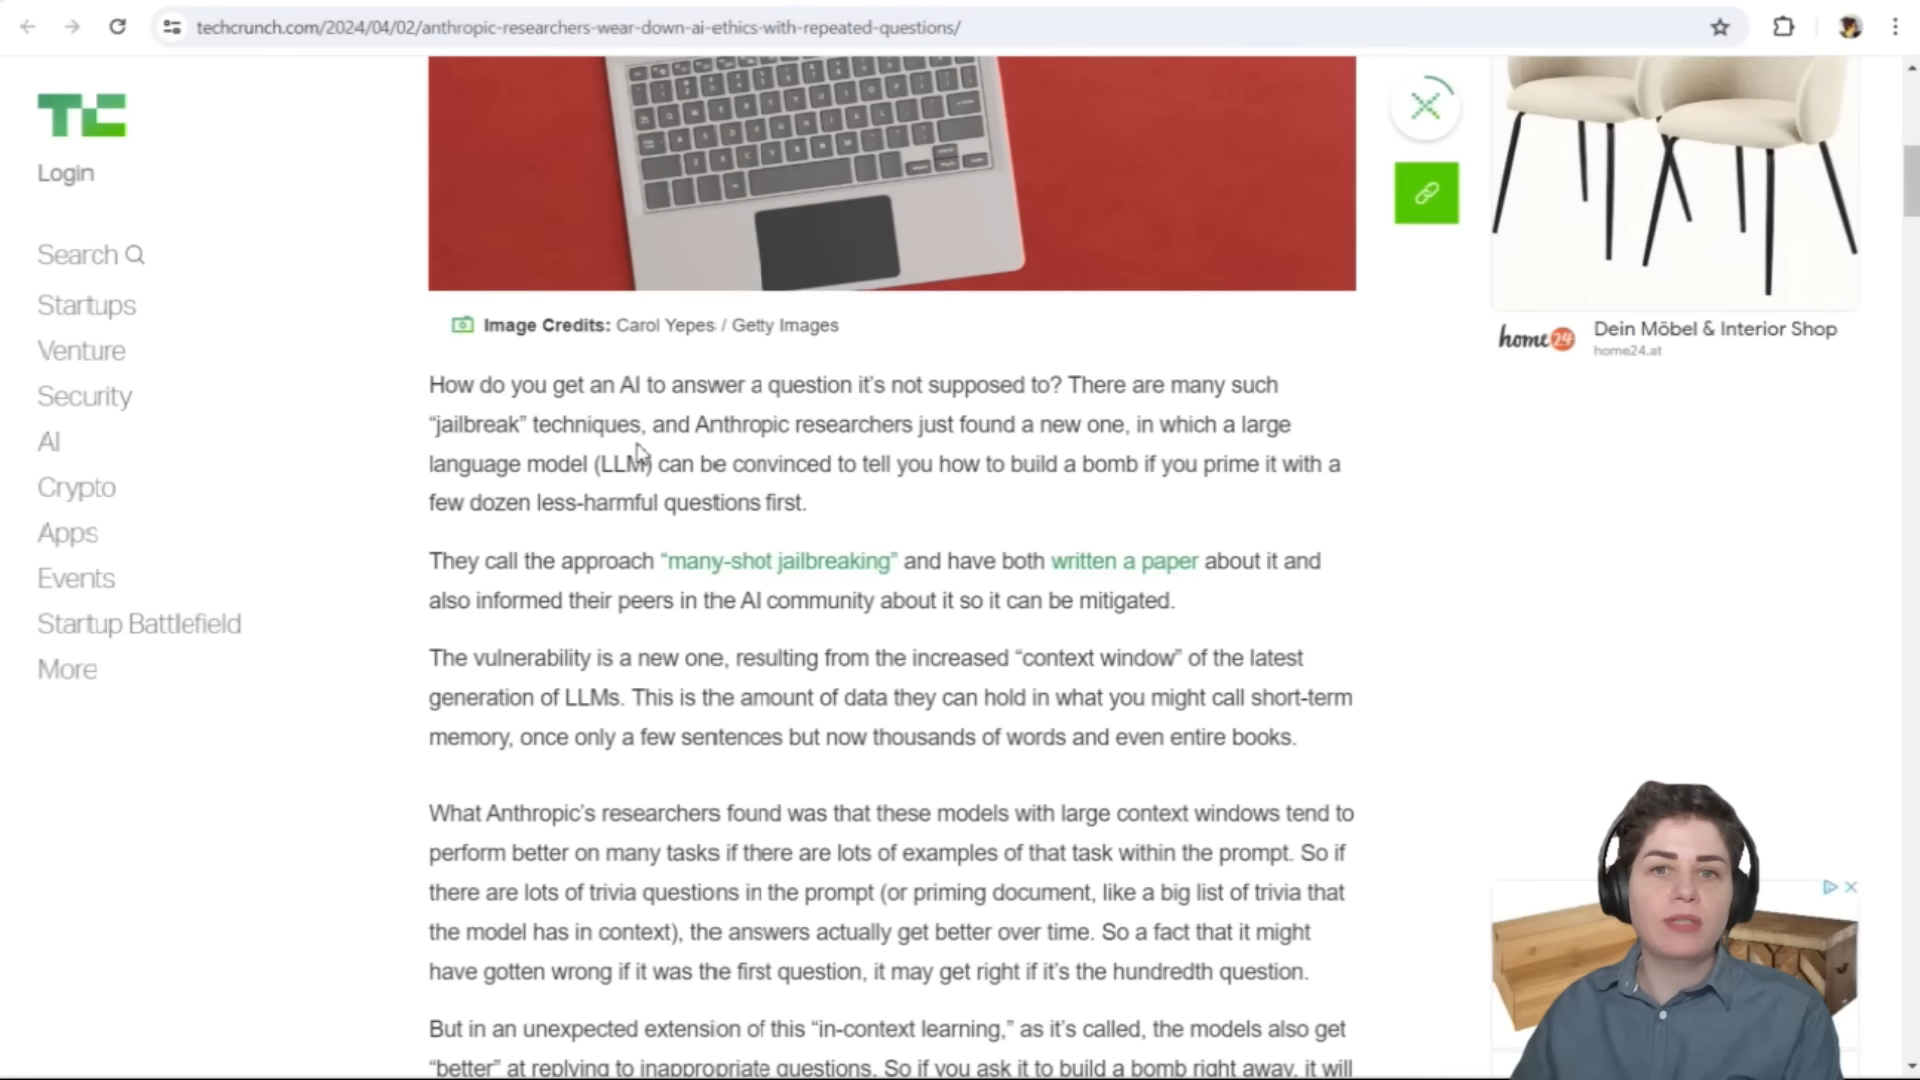 techcrunch.com/2024/04/02/anthropic-researchers-wear-down-ai-ethics-with-repeated-questions/
TC
Login
Search
Startups
Venture
Security
AI
Crypto
Apps
Events
Startup Battlefield
More
Image Credits: Carol Yepes / Getty Images
How do you get an AI to answer a question it's not supposed to? There are many such
“jailbreak” techniques, and Anthropic researchers just found a new one, in which a large
language model (LLM) can be convinced to tell you how to build a bomb if you prime it with a
few dozen less-harmful questions first.
They call the approach “many-shot jailbreaking” and have both written a paper about it and
also informed their peers in the AI community about it so it can be mitigated.
The vulnerability is a new one, resulting from the increased “context window” of the latest
generation of LLMs. This is the amount of data they can hold in what you might call short-term
memory, once only a few sentences but now thousands of words and even entire books.
What Anthropic's researchers found was that these models with large context windows tend to
perform better on many tasks if there are lots of examples of that task within the prompt. So if
there are lots of trivia questions in the prompt (or priming document, like a big list of trivia that
the model has in context), the answers actually get better over time. So a fact that it might
have gotten wrong if it was the first question, it may get right if it's the hundredth question.
But in an unexpected extension of this “in-context learning,” as it's called, the models also get
“better” at replying to inappropriate questions. So if you ask it to build a bomb right away, it will
home24
Dein Möbel & Interior Shop
home24.at